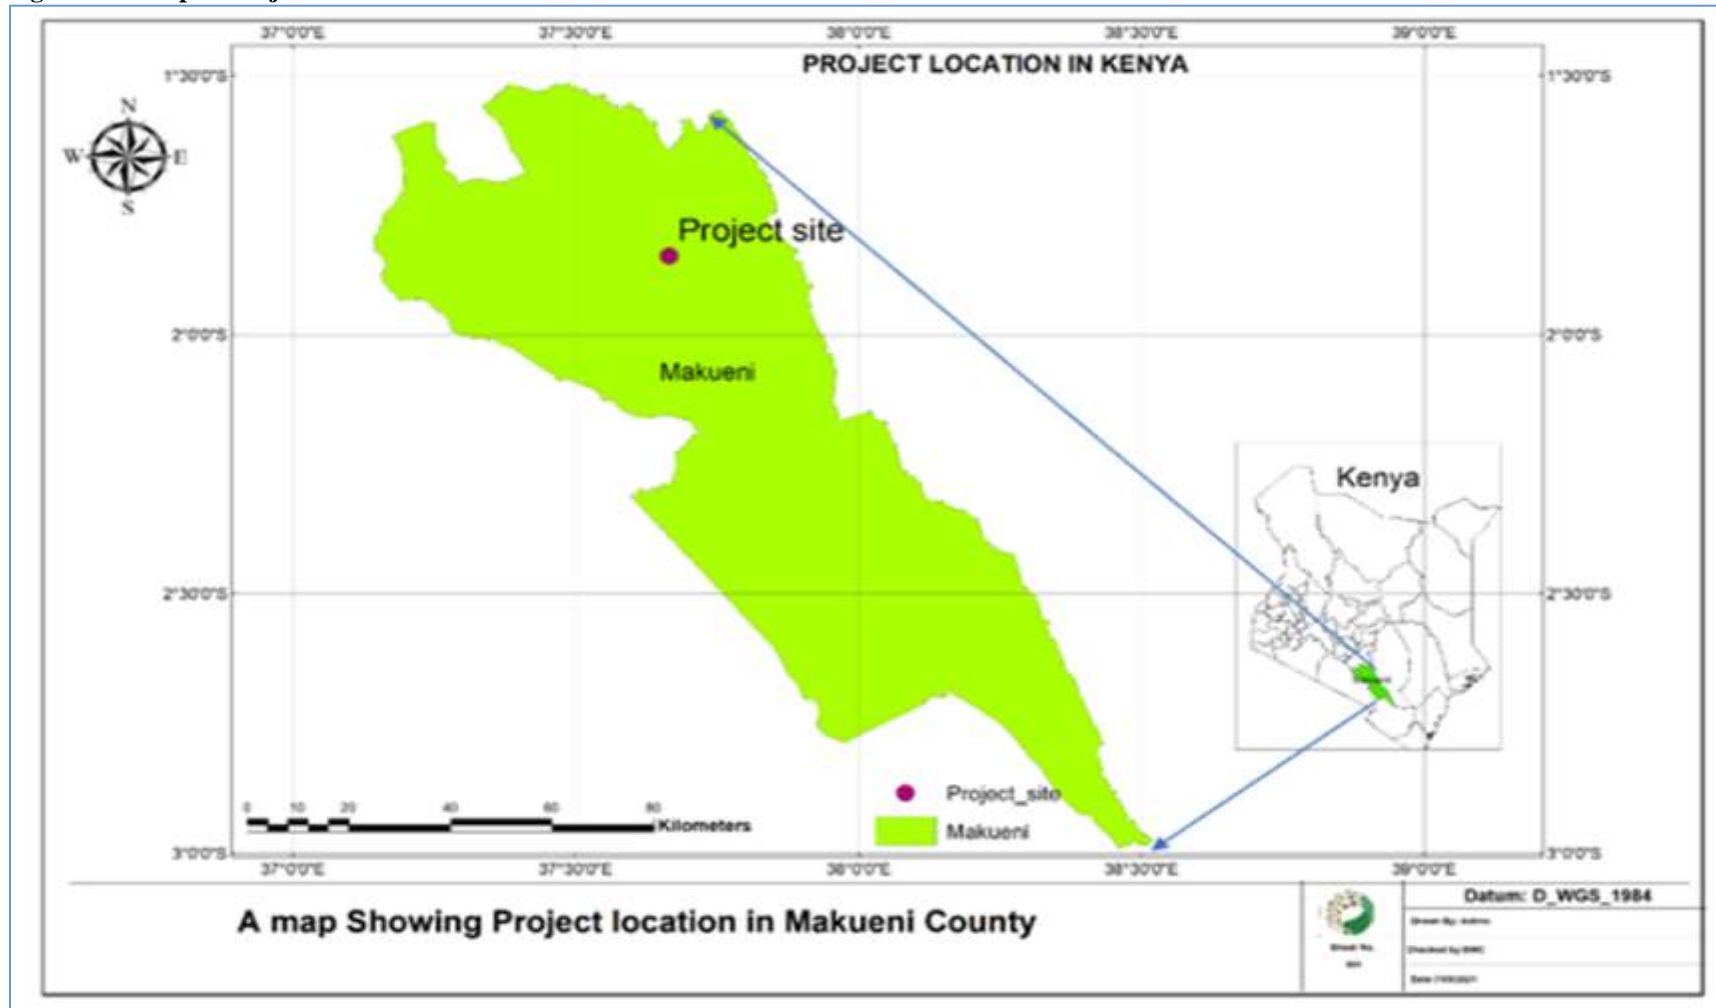 37°0'0"E 37°30'0"E 38°0'0"E 38°30'0"E 39°0'0"E
PROJECT LOCATION IN KENYA
1°30'0"S 1°30'0"S
N
W E
S
Project site
2°0'0"S 2°0'0"S
Makueni
Kenya
2°30'0"S 2°30'0"S
Project_site
0 10 20 40 60 80
Kilometers
Makueni
3°0'0"S 3°0'0"S
37°0'0"E 37°30'0"E 38°0'0"E 38°30'0"E 39°0'0"E
Datum: D_WGS_1984
A map Showing Project location in Makueni County
Sheet No.